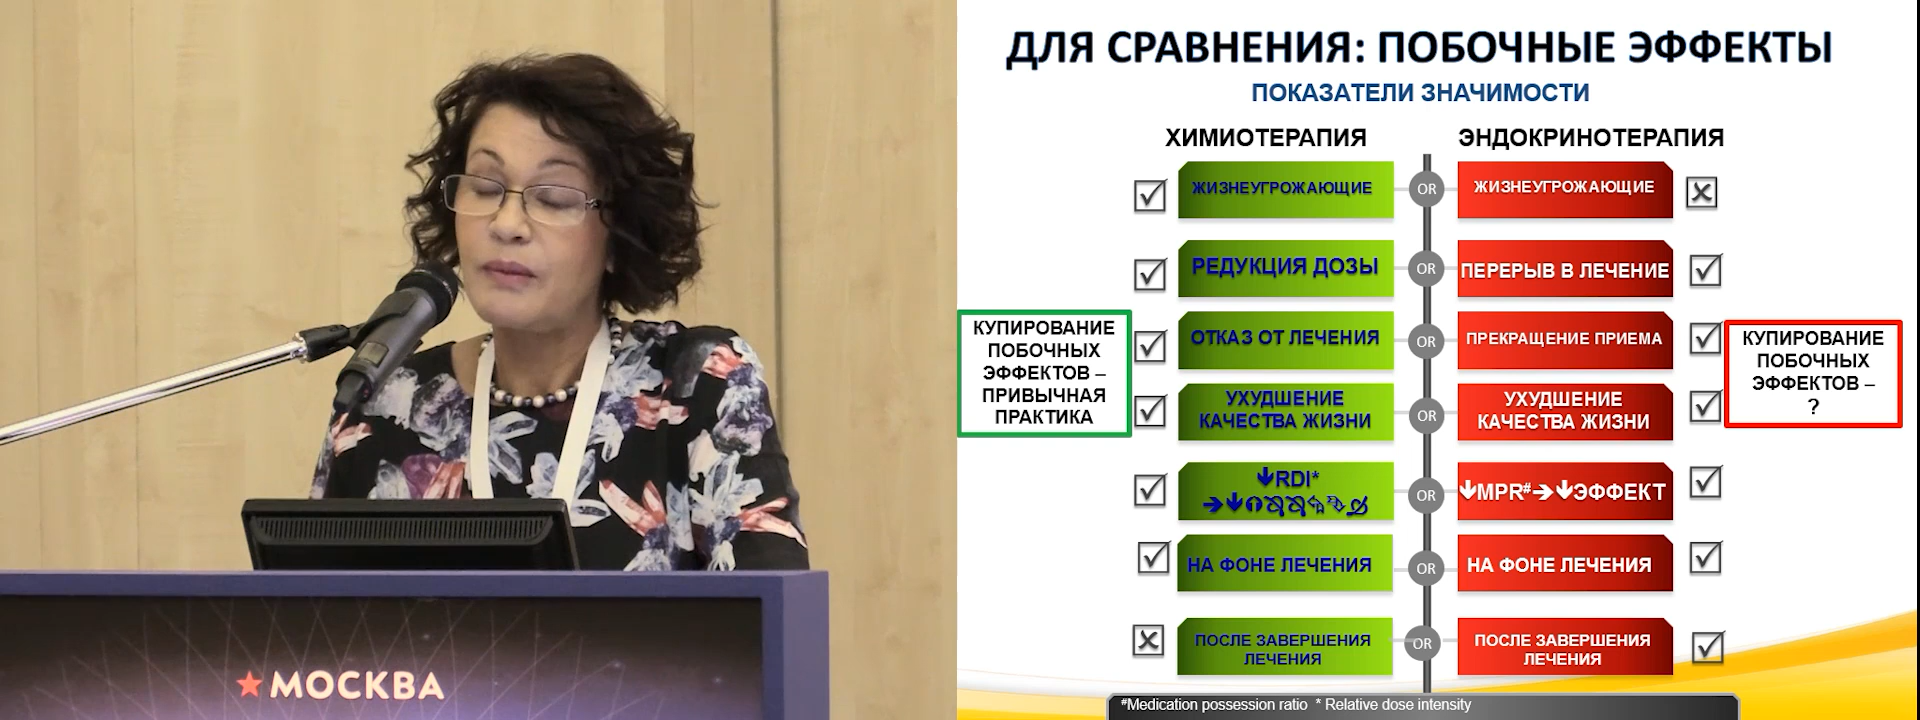 ДЛЯ СРАВНЕНИЯ: ПОБОЧНЫЕ ЭФФЕКТЫ
ПОКАЗАТЕЛИ ЗНАЧИМОСТИ
ХИМИОТЕРАПИЯ
ЭНДОКРИНОТЕРАПИЯ
ЖИЗНЕУГРОЖАЮЩИЕ
OR
ЖИЗНЕУГРОЖАЮЩИЕ
РЕДУКЦИЯ ДОЗЫ
OR
ПЕРЕРЫВ В ЛЕЧЕНИЕ
ОТКАЗ ОТ ЛЕЧЕНИЯ
OR
ПРЕКРАЩЕНИЕ ПРИЕМА
УХУДШЕНИЕ
КАЧЕСТВА ЖИЗНИ
OR
УХУДШЕНИЕ
КАЧЕСТВА ЖИЗНИ
🡻RDI*
OR
🡻MPR#🡺🡻ЭФФЕКТ
НА ФОНЕ ЛЕЧЕНИЯ
OR
НА ФОНЕ ЛЕЧЕНИЯ
ПОСЛЕ ЗАВЕРШЕНИЯ
ЛЕЧЕНИЯ
OR
ПОСЛЕ ЗАВЕРШЕНИЯ
ЛЕЧЕНИЯ
КУПИРОВАНИЕ
ПОБОЧНЫХ
ЭФФЕКТОВ –
ПРИВЫЧНАЯ
ПРАКТИКА
КУПИРОВАНИЕ
ПОБОЧНЫХ
ЭФФЕКТОВ –
?
#Medication possession ratio * Relative dose intensity
МОСКВА